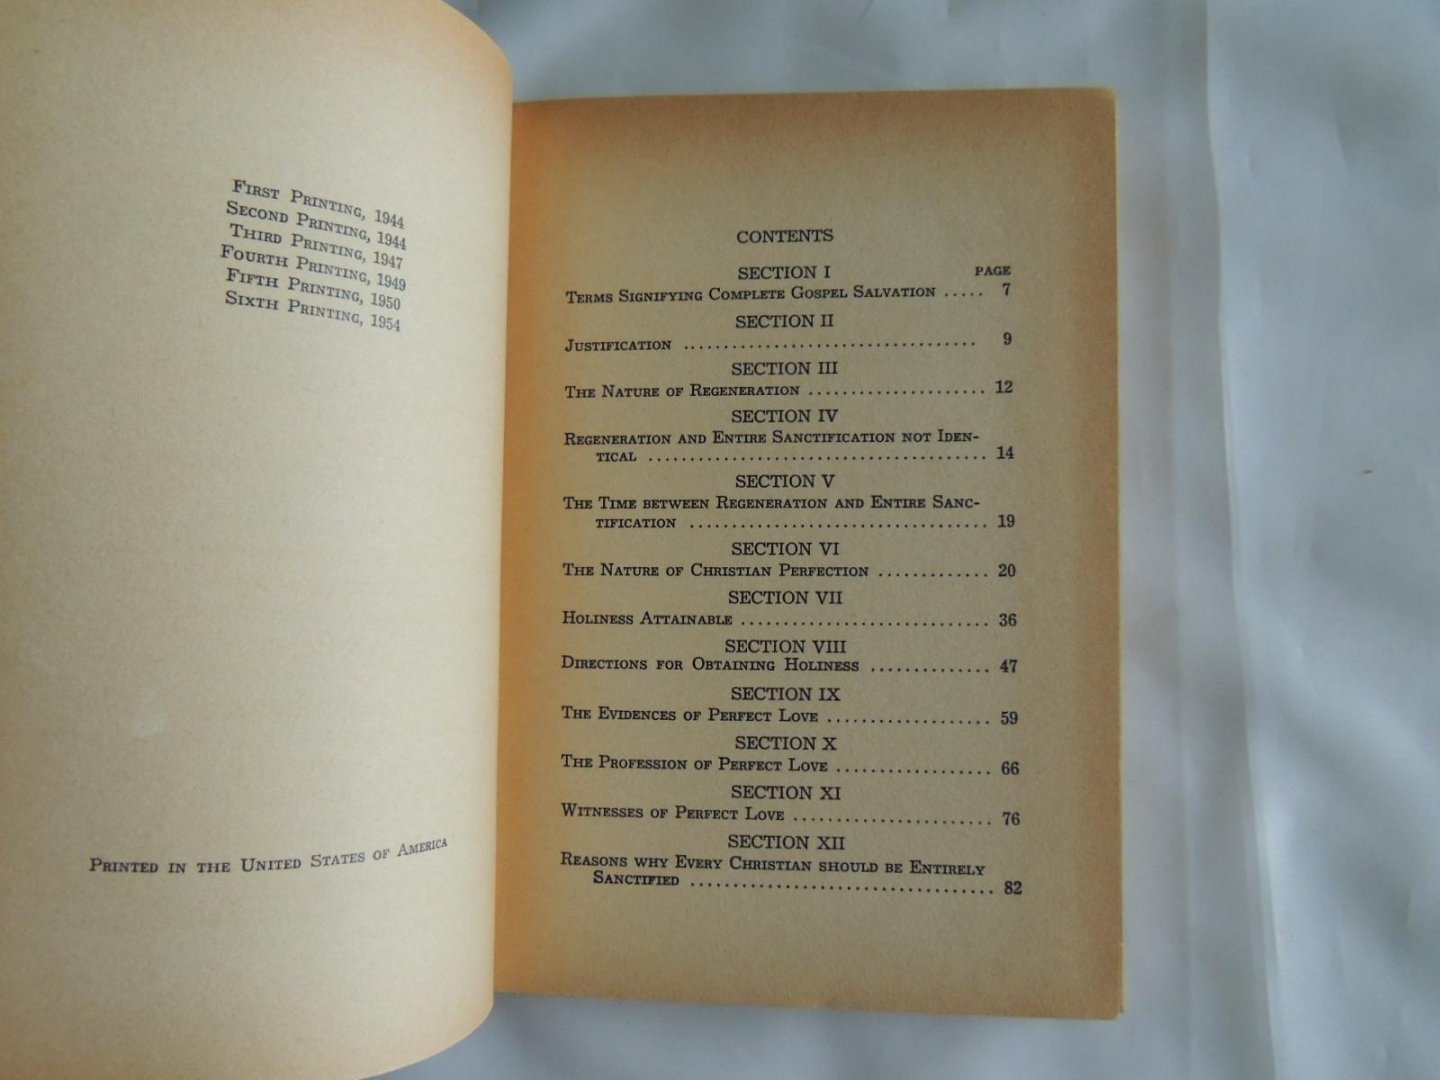 First Printing, 1944
Second Printing, 1944
Third Printing, 1947
Fourth Printing, 1949
Fifth Printing, 1950
Sixth Printing, 1954
Printed in the United States of America
CONTENTS
SECTION I PAGE
Terms Signifying Complete Gospel Salvation ..... 7
SECTION II
Justification .................................. 9
SECTION III
The Nature of Regeneration ...................... 12
SECTION IV
Regeneration and Entire Sanctification not Iden-
tical ....................................... 14
SECTION V
The Time between Regeneration and Entire Sanc-
tification ................................... 19
SECTION VI
The Nature of Christian Perfection ............. 20
SECTION VII
Holiness Attainable ............................. 36
SECTION VIII
Directions for Obtaining Holiness .............. 47
SECTION IX
The Evidences of Perfect Love ................... 59
SECTION X
The Profession of Perfect Love .................. 66
SECTION XI
Witnesses of Perfect Love ....................... 76
SECTION XII
Reasons why Every Christian should be Entirely
Sanctified ................................... 82